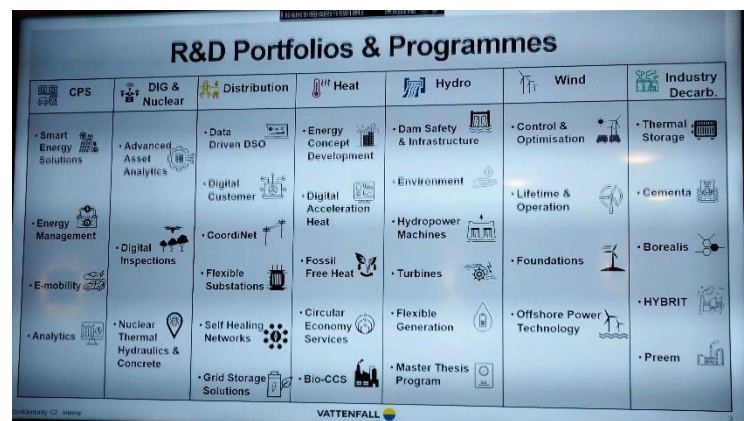 R&D Portfolios & Programmes
CPS
• Smart
Energy
Solutions
• Energy
Management
• E-mobility
• Analytics
DIG &
Nuclear
• Advanced
Asset
Analytics
• Digital
Inspections
• Nuclear
Thermal
Hydraulics &
Concrete
Distribution
• Data
Driven DSO
• Digital
Customer
• CoordiNet
• Flexible
Substations
• Self Healing
Networks
• Grid Storage
Solutions
Heat
• Energy
Concept
Development
• Digital
Acceleration
Heat
• Fossil
Free Heat
• Circular
Economy
Services
• Bio-CCS
Hydro
• Dam Safety
& Infrastructure
• Environment
• Hydropower
Machines
• Turbines
• Flexible
Generation
• Master Thesis
Program
Wind
• Control &
Optimisation
• Lifetime &
Operation
• Foundations
• Offshore Power
Technology
Industry
Decarb.
• Thermal
Storage
• Cementa
• Borealis
• HYBRIT
• Preem
VATTENFALL